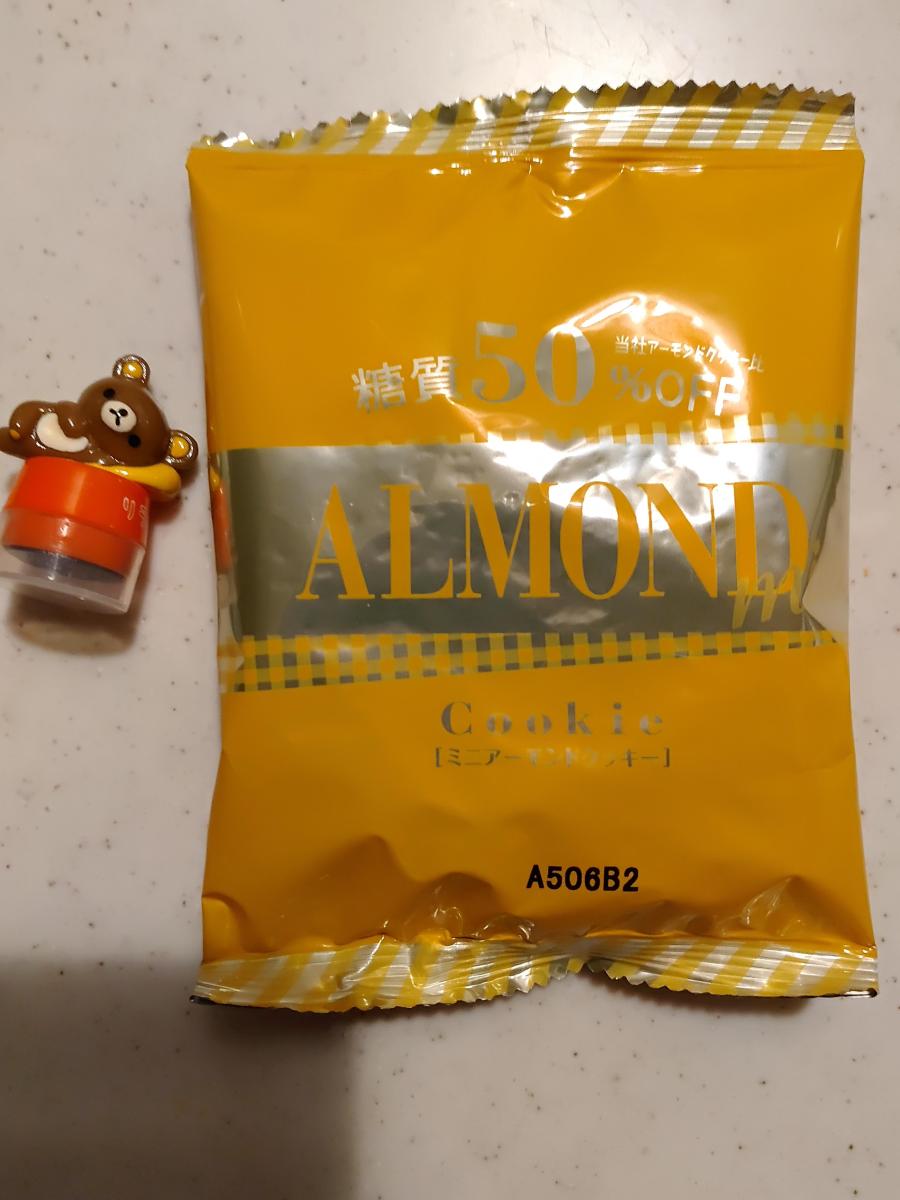 当社アーモンドクッキー比
糖質50%OFF
ALMOND
m
Cookie
[ミニアーモンドクッキー]
A506B2